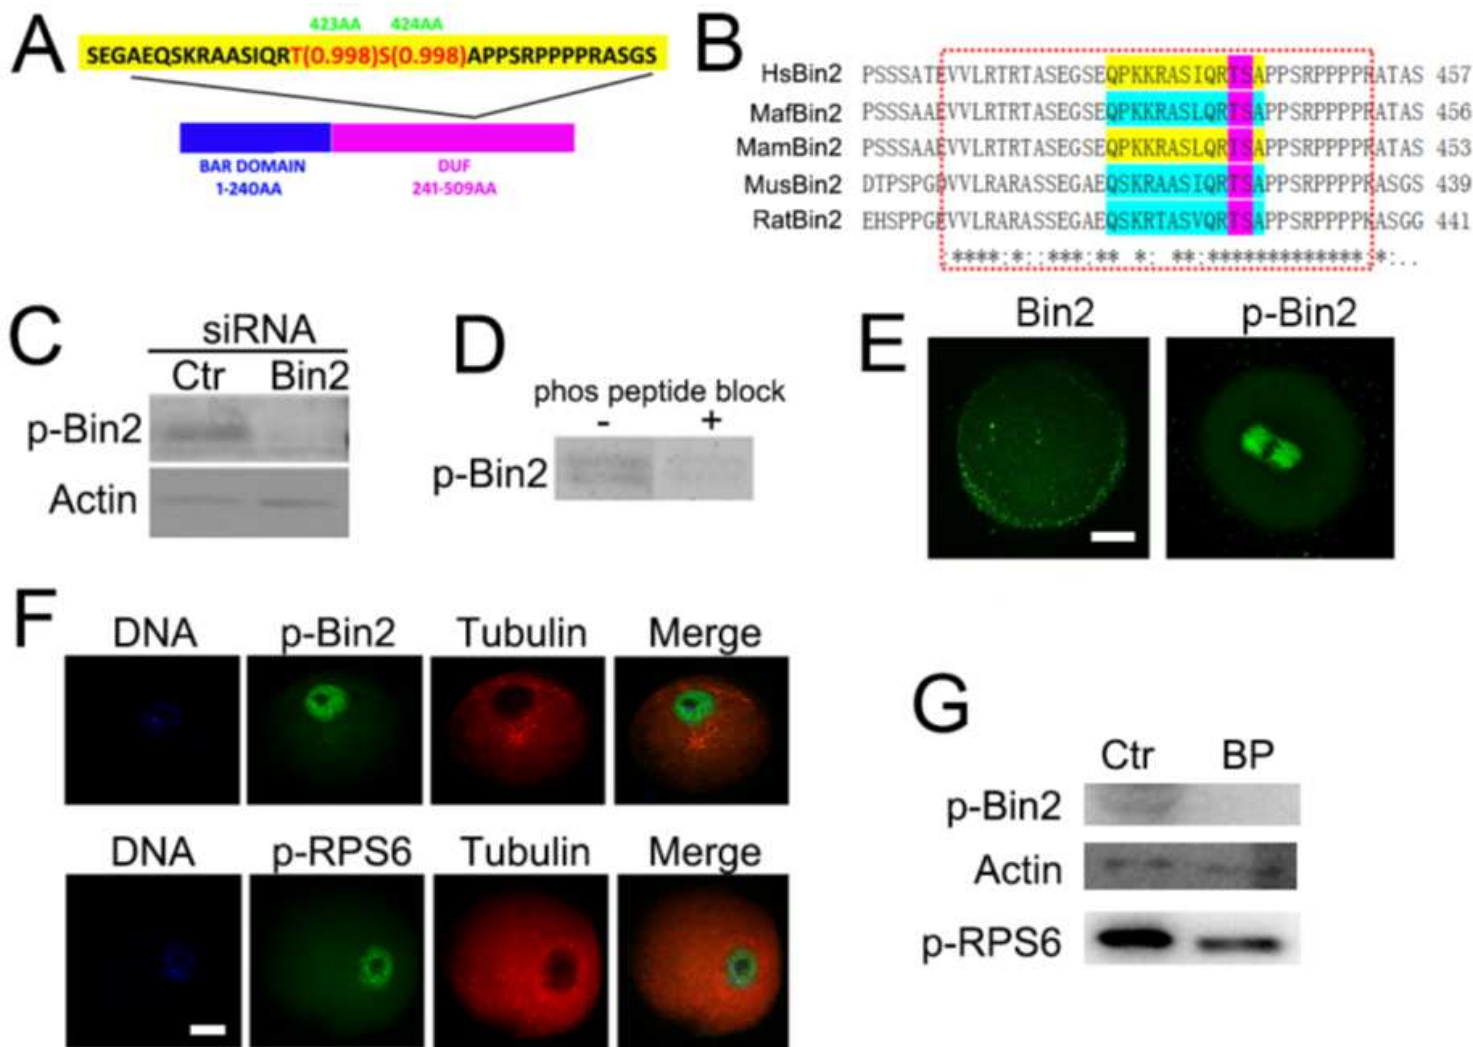 A
423AA 424AA
SEGAEQSKRAASIQRT(0.998)S(0.998)APPSRPPPPRASGS
BAR DOMAIN
1-240AA
DUF
241-509AA
B
HsBin2 PSSSATEVVLRTRTASEGSEQPKKRASIQRTSAPPSRPPPPRATAS 457
MafBin2 PSSSAAEVVLRTRTASEGSEQPKKRASLQRTSAPPSRPPPPRATAS 456
MamBin2 PSSSAAEVVLRTRTASEGSEQPKKRASLQRTSAPPSRPPPPRATAS 453
MusBin2 DTPSPGDVVLRARASSEGAEQSKRAASIQRTSAPPSRPPPPRASGS 439
RatBin2 EHSPPGEVVLRARASSEGAEQSKRTASVQRTSAPPSRPPPPKASGG 441
:****:*::***:** *: **:*************:*:..
C
siRNA
Ctr Bin2
p-Bin2
Actin
D
phos peptide block
- +
p-Bin2
E
Bin2 p-Bin2
F
DNA p-Bin2 Tubulin Merge
DNA p-RPS6 Tubulin Merge
G
Ctr BP
p-Bin2
Actin
p-RPS6